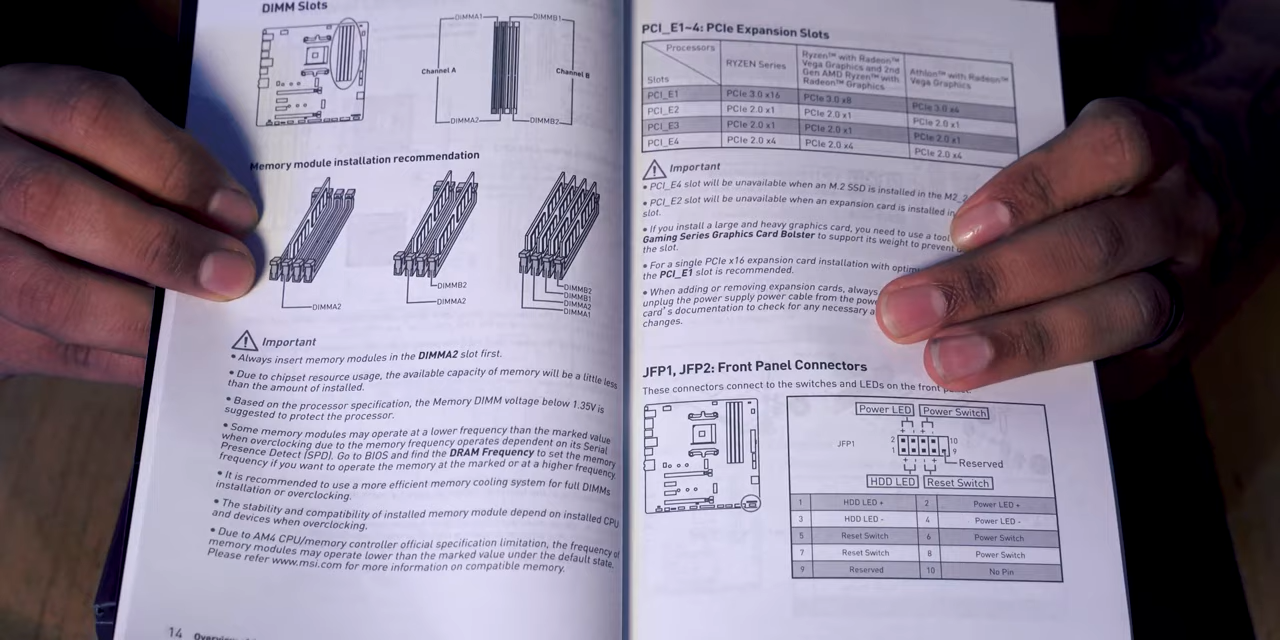 DIMM Slots
DIMMA1
DIMMB1
Channel A
Channel B
DIMMA2
DIMMB2
Memory module installation recommendation
DIMMA2
DIMMB2
DIMMA2
DIMMB2
DIMMB1
DIMMA2
DIMMA1
Important
• Always insert memory modules in the DIMMA2 slot first.
• Due to chipset resource usage, the available capacity of memory will be a little less
than the amount of installed.
• Based on the processor specification, the Memory DIMM voltage below 1.35V is
suggested to protect the processor.
• Some memory modules may operate at a lower frequency than the marked value
when overclocking due to the memory frequency operates dependent on its Serial
Presence Detect (SPD). Go to BIOS and find the DRAM Frequency to set the memory
frequency if you want to operate the memory at the marked or at a higher frequency.
• It is recommended to use a more efficient memory cooling system for full DIMMs
installation or overclocking.
• The stability and compatibility of installed memory module depend on installed CPU
and devices when overclocking.
• Due to AM4 CPU/memory controller official specification limitation, the frequency of
memory modules may operate lower than the marked value under the default state.
Please refer www.msi.com for more information on compatible memory.
14
PCI_E1~4: PCIe Expansion Slots
Processors
Slots
RYZEN Series
Ryzen™ with Radeon™
Vega Graphics and 2nd
Gen AMD Ryzen™ with
Radeon™ Graphics
Athlon™ with Radeon™
Vega Graphics
PCI_E1 PCIe 3.0 x16 PCIe 3.0 x8 PCIe 3.0 x4
PCI_E2 PCIe 2.0 x1 PCIe 2.0 x1 PCIe 2.0 x1
PCI_E3 PCIe 2.0 x1 PCIe 2.0 x1 PCIe 2.0 x1
PCI_E4 PCIe 2.0 x4 PCIe 2.0 x4 PCIe 2.0 x4
Important
• PCI_E4 slot will be unavailable when an M.2 SSD is installed in the M2_2
• PCI_E2 slot will be unavailable when an expansion card is installed in
slot.
• If you install a large and heavy graphics card, you need to use a tool
Gaming Series Graphics Card Bolster to support its weight to prevent
the slot.
• For a single PCIe x16 expansion card installation with
the PCI_E1 slot is recommended.
• When adding or removing expansion cards, always
unplug the power supply power cable from the
card's documentation to check for any necessary
changes.
JFP1, JFP2: Front Panel Connectors
These connectors connect to the switches and LEDs on the front
Power LED
Power Switch
+ - + -
JFP1
2
10
1
9
Reserved
+ - - +
HDD LED
Reset Switch
1 HDD LED + 2 Power LED +
3 HDD LED - 4 Power LED -
5 Reset Switch 6 Power Switch
7 Reset Switch 8 Power Switch
9 Reserved 10 No Pin